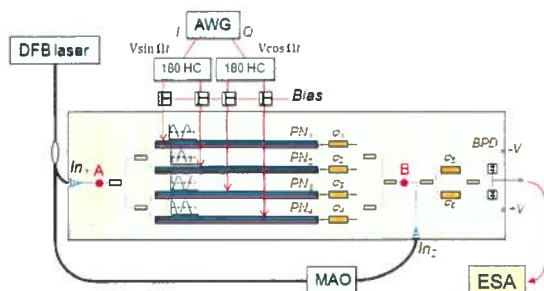 I AWG Q
DFB laser
Vsin Ωt Vcos Ωt
180 HC 180 HC
Bias
PN₁ c₁
BPD -V
PN₂ c₂
In₁ A B c₅
PN₃ c₃
c₆
PN₄ c₄
+V
In₂
MAO
ESA